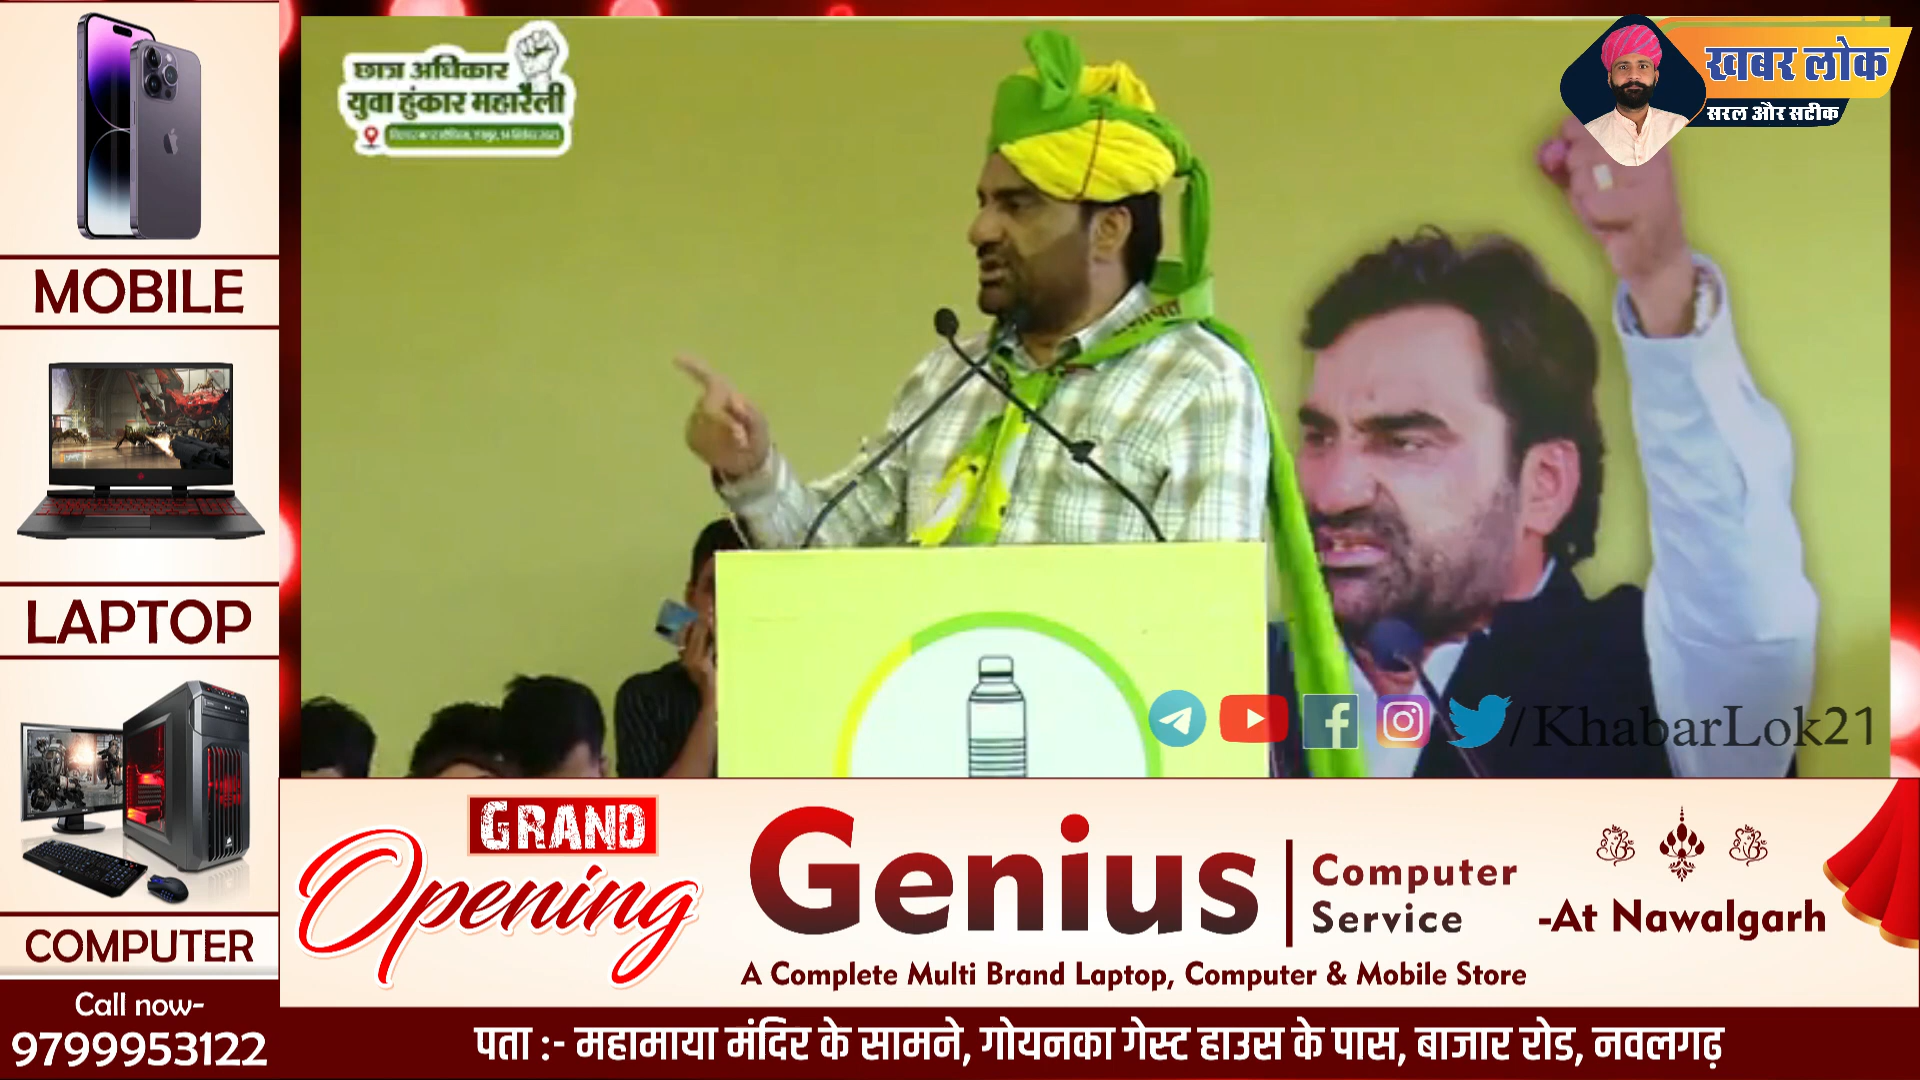 छात्र अधिकार
युवा हुंकार महारैली
खबर लोक
सरल और सटीक
MOBILE
LAPTOP
COMPUTER
Call now-
9799953122
/KhabarLok21
GRAND
Opening
Genius
Computer
Service
-At Nawalgarh
A Complete Multi Brand Laptop, Computer & Mobile Store
पता :- महामाया मंदिर के सामने, गोयनका गेस्ट हाउस के पास, बाजार रोड, नवलगढ़